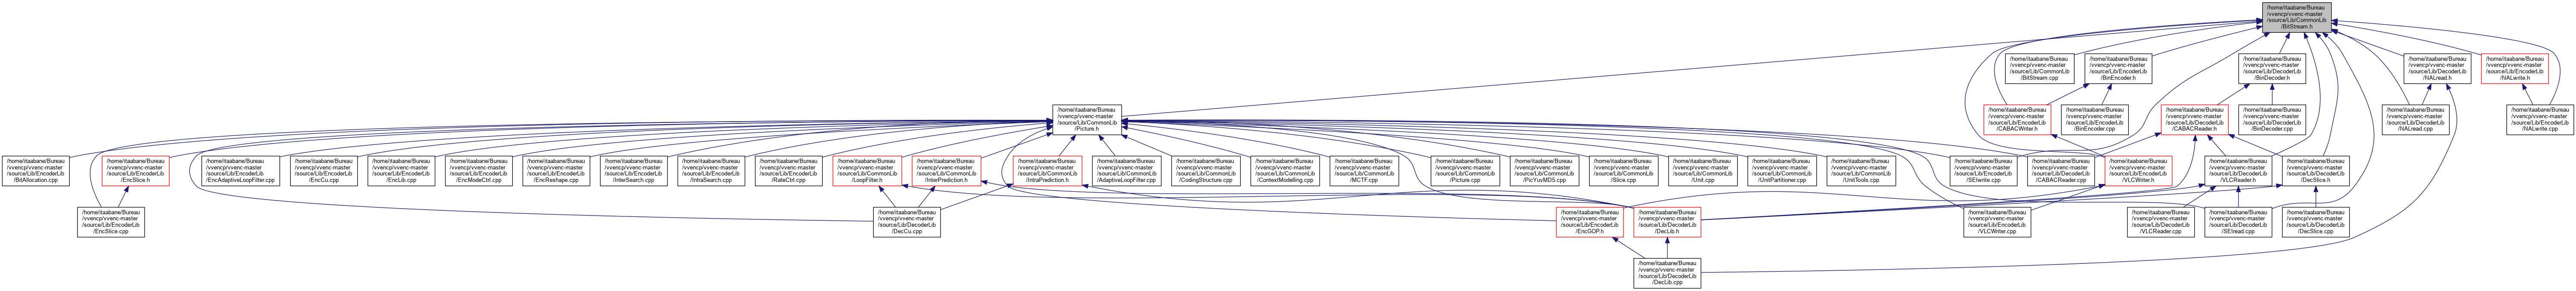 /home/itaabane/Bureau
/vvencp/vvenc-master
/source/Lib/CommonLib
/BitStream.h
/home/itaabane/Bureau
/vvencp/vvenc-master
/source/Lib/CommonLib
/BitStream.cpp
/home/itaabane/Bureau
/vvencp/vvenc-master
/source/Lib/EncoderLib
/BinEncoder.h
/home/itaabane/Bureau
/vvencp/vvenc-master
/source/Lib/DecoderLib
/BinDecoder.h
/home/itaabane/Bureau
/vvencp/vvenc-master
/source/Lib/DecoderLib
/NALread.h
/home/itaabane/Bureau
/vvencp/vvenc-master
/source/Lib/EncoderLib
/NALwrite.h
/home/itaabane/Bureau
/vvencp/vvenc-master
/source/Lib/CommonLib
/Picture.h
/home/itaabane/Bureau
/vvencp/vvenc-master
/source/Lib/EncoderLib
/CABACWriter.h
/home/itaabane/Bureau
/vvencp/vvenc-master
/source/Lib/EncoderLib
/BinEncoder.cpp
/home/itaabane/Bureau
/vvencp/vvenc-master
/source/Lib/DecoderLib
/CABACReader.h
/home/itaabane/Bureau
/vvencp/vvenc-master
/source/Lib/DecoderLib
/BinDecoder.cpp
/home/itaabane/Bureau
/vvencp/vvenc-master
/source/Lib/DecoderLib
/NALread.cpp
/home/itaabane/Bureau
/vvencp/vvenc-master
/source/Lib/EncoderLib
/NALwrite.cpp
/home/itaabane/Bureau
/vvencp/vvenc-master
/source/Lib/EncoderLib
/BitAllocation.cpp
/home/itaabane/Bureau
/vvencp/vvenc-master
/source/Lib/EncoderLib
/EncSlice.h
/home/itaabane/Bureau
/vvencp/vvenc-master
/source/Lib/EncoderLib
/EncAdaptiveLoopFilter.cpp
/home/itaabane/Bureau
/vvencp/vvenc-master
/source/Lib/EncoderLib
/EncCu.cpp
/home/itaabane/Bureau
/vvencp/vvenc-master
/source/Lib/EncoderLib
/EncLib.cpp
/home/itaabane/Bureau
/vvencp/vvenc-master
/source/Lib/EncoderLib
/EncModeCtrl.cpp
/home/itaabane/Bureau
/vvencp/vvenc-master
/source/Lib/EncoderLib
/EncReshape.cpp
/home/itaabane/Bureau
/vvencp/vvenc-master
/source/Lib/EncoderLib
/InterSearch.cpp
/home/itaabane/Bureau
/vvencp/vvenc-master
/source/Lib/EncoderLib
/IntraSearch.cpp
/home/itaabane/Bureau
/vvencp/vvenc-master
/source/Lib/EncoderLib
/RateCtrl.cpp
/home/itaabane/Bureau
/vvencp/vvenc-master
/source/Lib/CommonLib
/LoopFilter.h
/home/itaabane/Bureau
/vvencp/vvenc-master
/source/Lib/CommonLib
/InterPrediction.h
/home/itaabane/Bureau
/vvencp/vvenc-master
/source/Lib/CommonLib
/IntraPrediction.h
/home/itaabane/Bureau
/vvencp/vvenc-master
/source/Lib/CommonLib
/AdaptiveLoopFilter.cpp
/home/itaabane/Bureau
/vvencp/vvenc-master
/source/Lib/CommonLib
/CodingStructure.cpp
/home/itaabane/Bureau
/vvencp/vvenc-master
/source/Lib/CommonLib
/ContextModelling.cpp
/home/itaabane/Bureau
/vvencp/vvenc-master
/source/Lib/CommonLib
/MCTF.cpp
/home/itaabane/Bureau
/vvencp/vvenc-master
/source/Lib/CommonLib
/Picture.cpp
/home/itaabane/Bureau
/vvencp/vvenc-master
/source/Lib/CommonLib
/PicYuvMD5.cpp
/home/itaabane/Bureau
/vvencp/vvenc-master
/source/Lib/CommonLib
/Slice.cpp
/home/itaabane/Bureau
/vvencp/vvenc-master
/source/Lib/CommonLib
/Unit.cpp
/home/itaabane/Bureau
/vvencp/vvenc-master
/source/Lib/CommonLib
/UnitPartitioner.cpp
/home/itaabane/Bureau
/vvencp/vvenc-master
/source/Lib/CommonLib
/UnitTools.cpp
/home/itaabane/Bureau
/vvencp/vvenc-master
/source/Lib/EncoderLib
/SEIwrite.cpp
/home/itaabane/Bureau
/vvencp/vvenc-master
/source/Lib/DecoderLib
/CABACReader.cpp
/home/itaabane/Bureau
/vvencp/vvenc-master
/source/Lib/EncoderLib
/VLCWriter.h
/home/itaabane/Bureau
/vvencp/vvenc-master
/source/Lib/DecoderLib
/VLCReader.h
/home/itaabane/Bureau
/vvencp/vvenc-master
/source/Lib/DecoderLib
/DecSlice.h
/home/itaabane/Bureau
/vvencp/vvenc-master
/source/Lib/EncoderLib
/EncSlice.cpp
/home/itaabane/Bureau
/vvencp/vvenc-master
/source/Lib/DecoderLib
/DecCu.cpp
/home/itaabane/Bureau
/vvencp/vvenc-master
/source/Lib/EncoderLib
/EncGOP.h
/home/itaabane/Bureau
/vvencp/vvenc-master
/source/Lib/DecoderLib
/DecLib.h
/home/itaabane/Bureau
/vvencp/vvenc-master
/source/Lib/EncoderLib
/VLCWriter.cpp
/home/itaabane/Bureau
/vvencp/vvenc-master
/source/Lib/DecoderLib
/VLCReader.cpp
/home/itaabane/Bureau
/vvencp/vvenc-master
/source/Lib/DecoderLib
/SEIread.cpp
/home/itaabane/Bureau
/vvencp/vvenc-master
/source/Lib/DecoderLib
/DecSlice.cpp
/home/itaabane/Bureau
/vvencp/vvenc-master
/source/Lib/DecoderLib
/DecLib.cpp